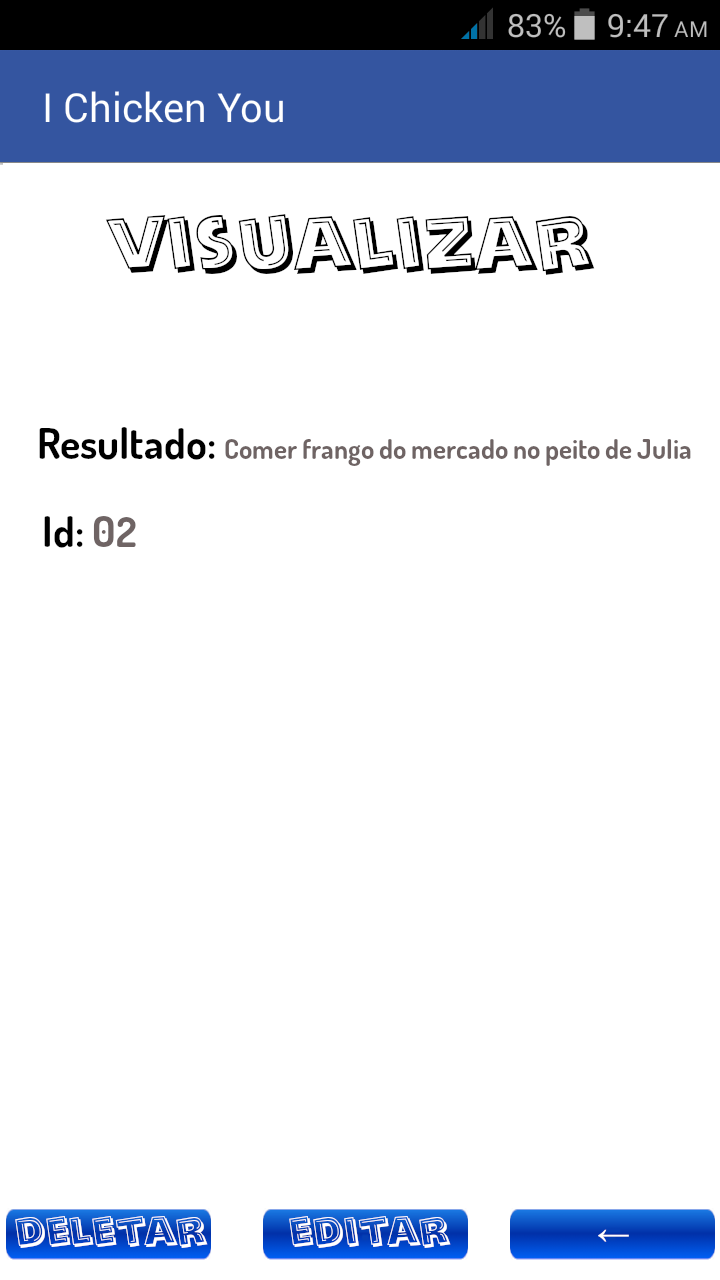 83% 9:47 AM
I Chicken You
VISUALIZAR
Resultado: Comer frango do mercado no peito de Julia
Id: 02
DELETAR EDITAR ←